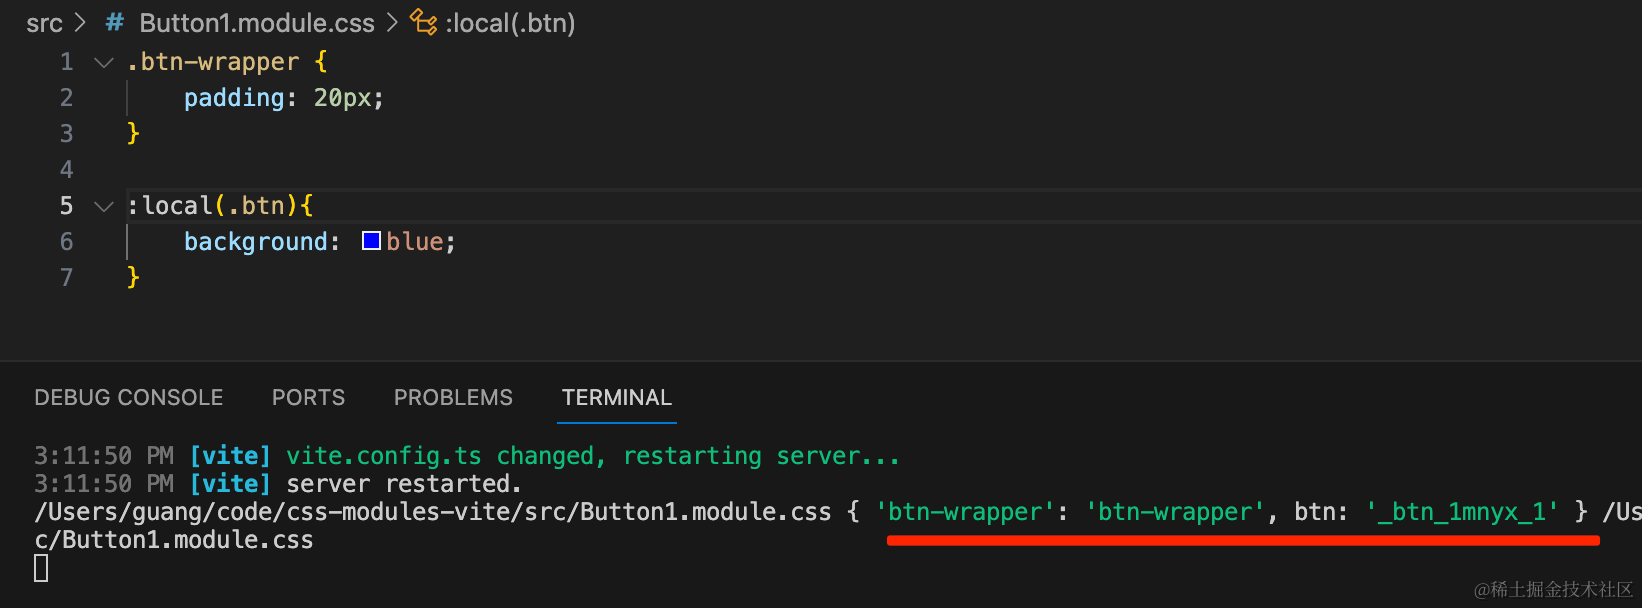 src > # Button1.module.css > :local(.btn)
1 .btn-wrapper {
2 padding: 20px;
3 }
4
5 :local(.btn){
6 background: blue;
7 }
DEBUG CONSOLE PORTS PROBLEMS TERMINAL
3:11:50 PM [vite] vite.config.ts changed, restarting server...
3:11:50 PM [vite] server restarted.
/Users/guang/code/css-modules-vite/src/Button1.module.css { 'btn-wrapper': 'btn-wrapper', btn: '_btn_1mnyx_1' } /Us
c/Button1.module.css
@稀土掘金技术社区